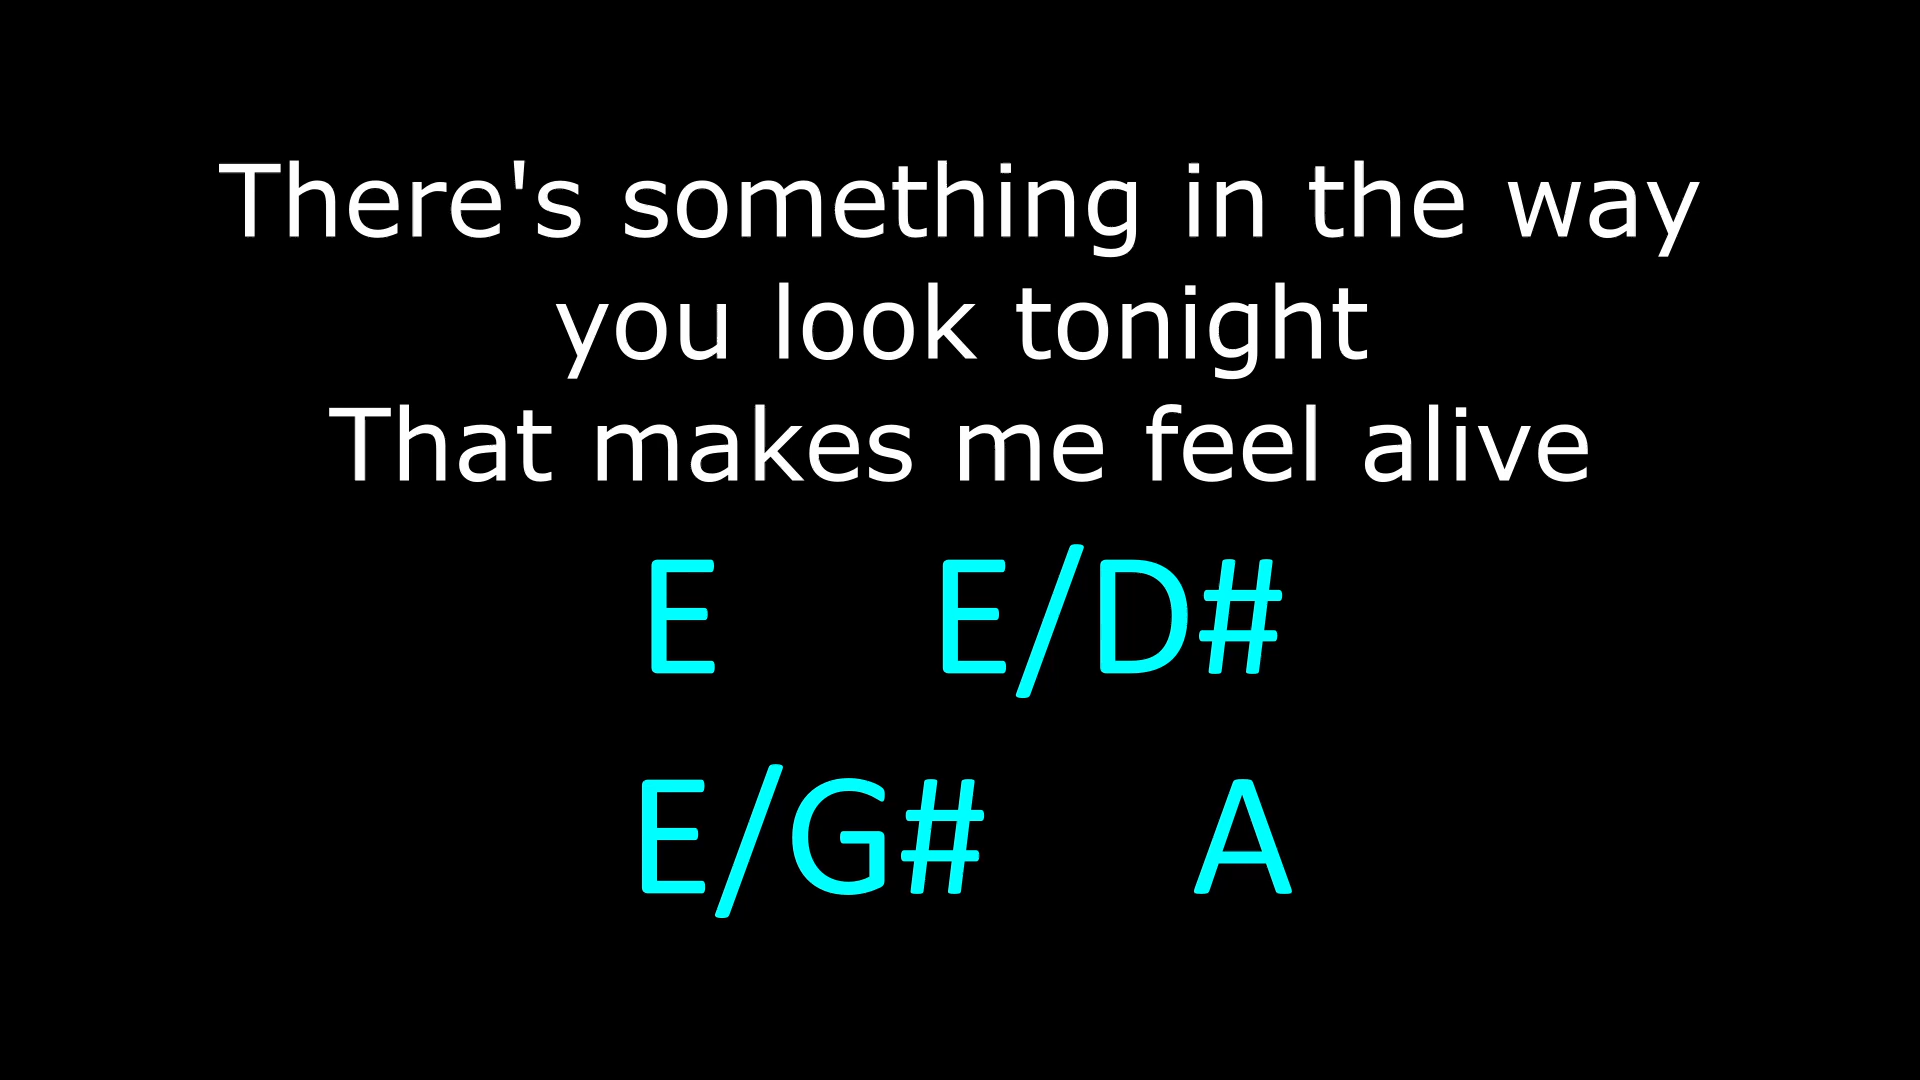 There's something in the way
you look tonight
That makes me feel alive
E E/D#
E/G# A